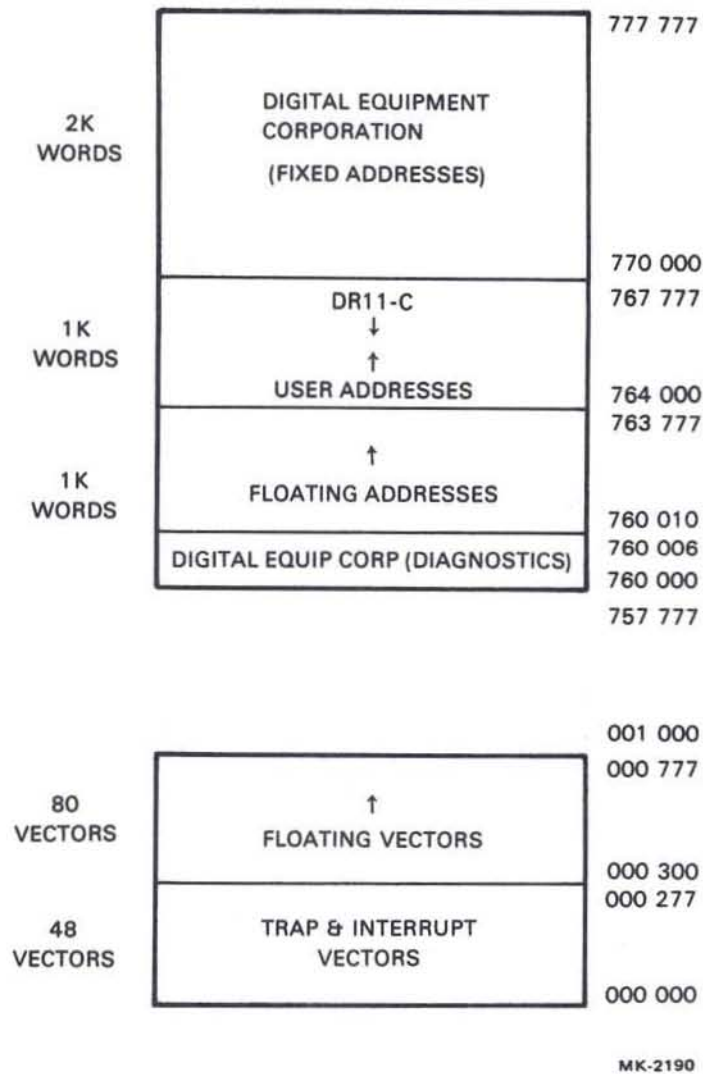 777 777
DIGITAL EQUIPMENT
CORPORATION
(FIXED ADDRESSES)
2K
WORDS
770 000
DR11-C
767 777
↓
1K
WORDS
↑
USER ADDRESSES
764 000
763 777
↑
1K
WORDS
FLOATING ADDRESSES
760 010
DIGITAL EQUIP CORP (DIAGNOSTICS)
760 006
760 000
757 777
001 000
000 777
80
VECTORS
↑
FLOATING VECTORS
000 300
000 277
48
VECTORS
TRAP & INTERRUPT
VECTORS
000 000
MK-2190